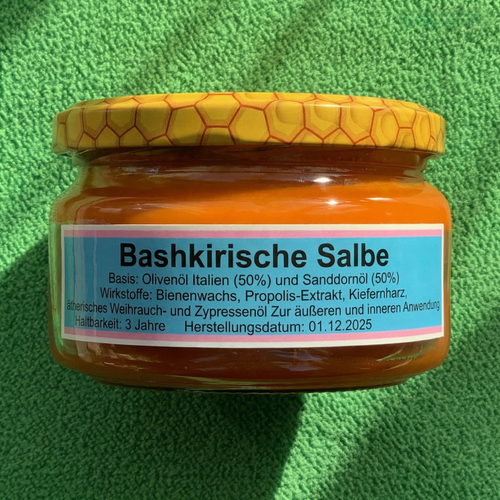 Bashkirische Salbe
Basis: Olivenöl Italien (50%) und Sanddornöl (50%)
Wirkstoffe: Bienenwachs, Propolis-Extrakt, Kiefernharz,
ätherisches Weihrauch- und Zypressenöl Zur äußeren und inneren Anwendung
Haltbarkeit: 3 Jahre Herstellungsdatum: 01.12.2025